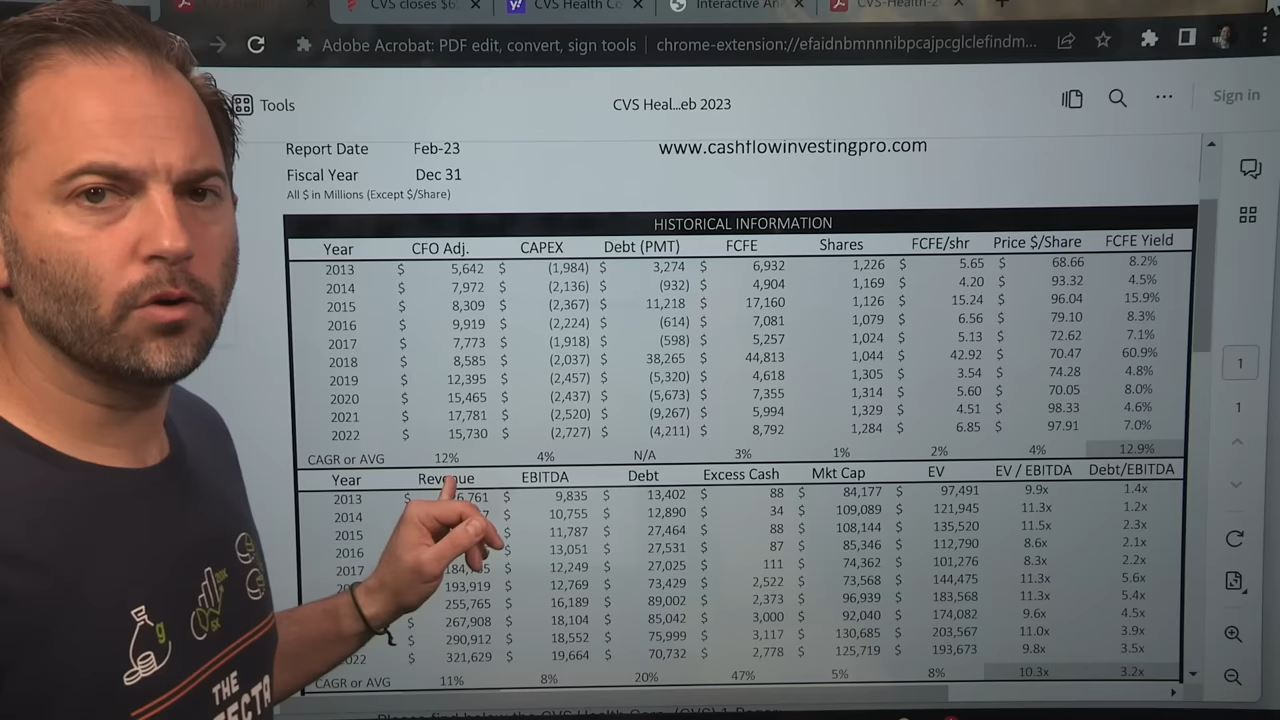 CVS closes $6
CVS Health Co
Interactive An
CVS-Health-2
Adobe Acrobat: PDF edit, convert, sign tools | chrome-extension://efaidnbmnnnibpcajpcglclefindm...
Tools CVS Heal...eb 2023 Sign in
Report Date Feb-23 www.cashflowinvestingpro.com
Fiscal Year Dec 31
All $ in Millions (Except $/Share)
HISTORICAL INFORMATION
Year CFO Adj. CAPEX Debt (PMT) FCFE Shares FCFE/shr Price $/Share FCFE Yield
2013 $ 5,642 $ (1,984) $ 3,274 $ 6,932 1,226 $ 5.65 $ 68.66 8.2%
2014 $ 7,972 $ (2,136) $ (932) $ 4,904 1,169 $ 4.20 $ 93.32 4.5%
2015 $ 8,309 $ (2,367) $ 11,218 $ 17,160 1,126 $ 15.24 $ 96.04 15.9%
2016 $ 9,919 $ (2,224) $ (614) $ 7,081 1,079 $ 6.56 $ 79.10 8.3%
2017 $ 7,773 $ (1,918) $ (598) $ 5,257 1,024 $ 5.13 $ 72.62 7.1%
2018 $ 8,585 $ (2,037) $ 38,265 $ 44,813 1,044 $ 42.92 $ 70.47 60.9%
2019 $ 12,395 $ (2,457) $ (5,320) $ 4,618 1,305 $ 3.54 $ 74.28 4.8%
2020 $ 15,465 $ (2,437) $ (5,673) $ 7,355 1,314 $ 5.60 $ 70.05 8.0%
2021 $ 17,781 $ (2,520) $ (9,267) $ 5,994 1,329 $ 4.51 $ 98.33 4.6%
2022 $ 15,730 $ (2,727) $ (4,211) $ 8,792 1,284 $ 6.85 $ 97.91 7.0%
CAGR or AVG 12% 4% N/A 3% 1% 2% 4% 12.9%
Year Revenue EBITDA Debt Excess Cash Mkt Cap EV EV / EBITDA Debt/EBITDA
2013 $ 6,761 $ 9,835 $ 13,402 $ 88 $ 84,177 $ 97,491 9.9x 1.4x
2014 7 $ 10,755 $ 12,890 $ 34 $ 109,089 $ 121,945 11.3x 1.2x
2015 $ 11,787 $ 27,464 $ 88 $ 108,144 $ 135,520 11.5x 2.3x
2016 $ 13,051 $ 27,531 $ 87 $ 85,346 $ 112,790 8.6x 2.1x
2017 $ 12,249 $ 27,025 $ 111 $ 74,362 $ 101,276 8.3x 2.2x
193,919 $ 12,769 $ 73,429 $ 2,522 $ 73,568 $ 144,475 11.3x 5.6x
255,765 $ 16,189 $ 89,002 $ 2,373 $ 96,939 $ 183,568 11.3x 5.4x
$ 267,908 $ 18,104 $ 85,042 $ 3,000 $ 92,040 $ 174,082 9.6x 4.5x
$ 290,912 $ 18,552 $ 75,999 $ 3,117 $ 130,685 $ 203,567 11.0x 3.9x
022 $ 321,629 $ 19,664 $ 70,732 $ 2,778 $ 125,719 $ 193,673 9.8x 3.5x
CAGR or AVG 11% 8% 20% 47% 5% 8% 10.3x 3.2x
1
1
THE
FECTA